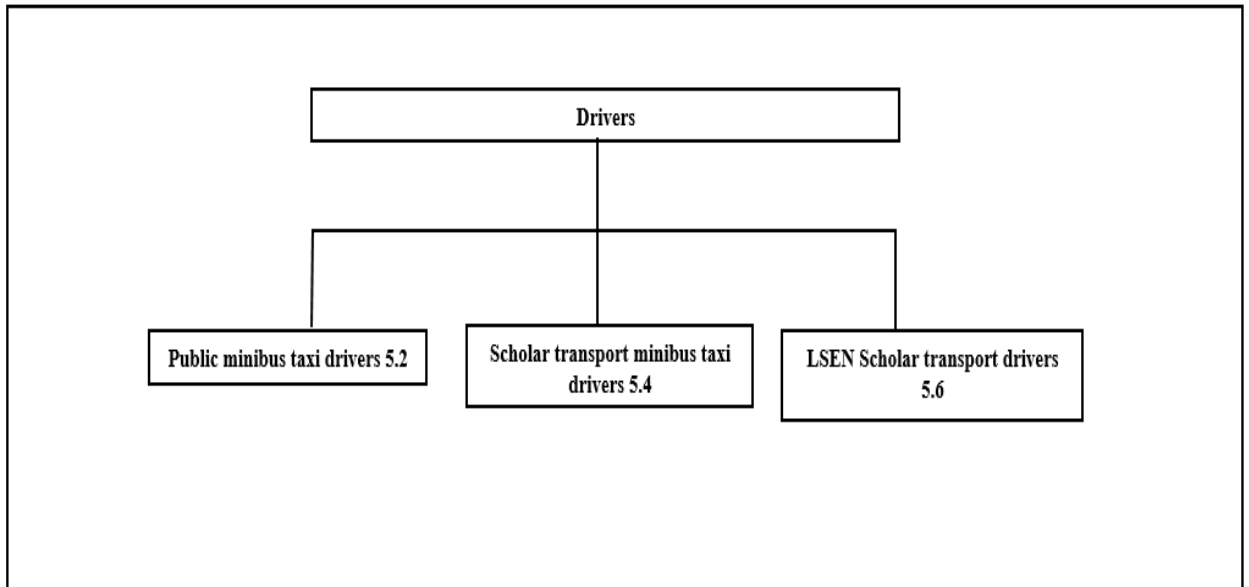 Drivers
Public minibus taxi drivers 5.2
Scholar transport minibus taxi
drivers 5.4
LSEN Scholar transport drivers
5.6